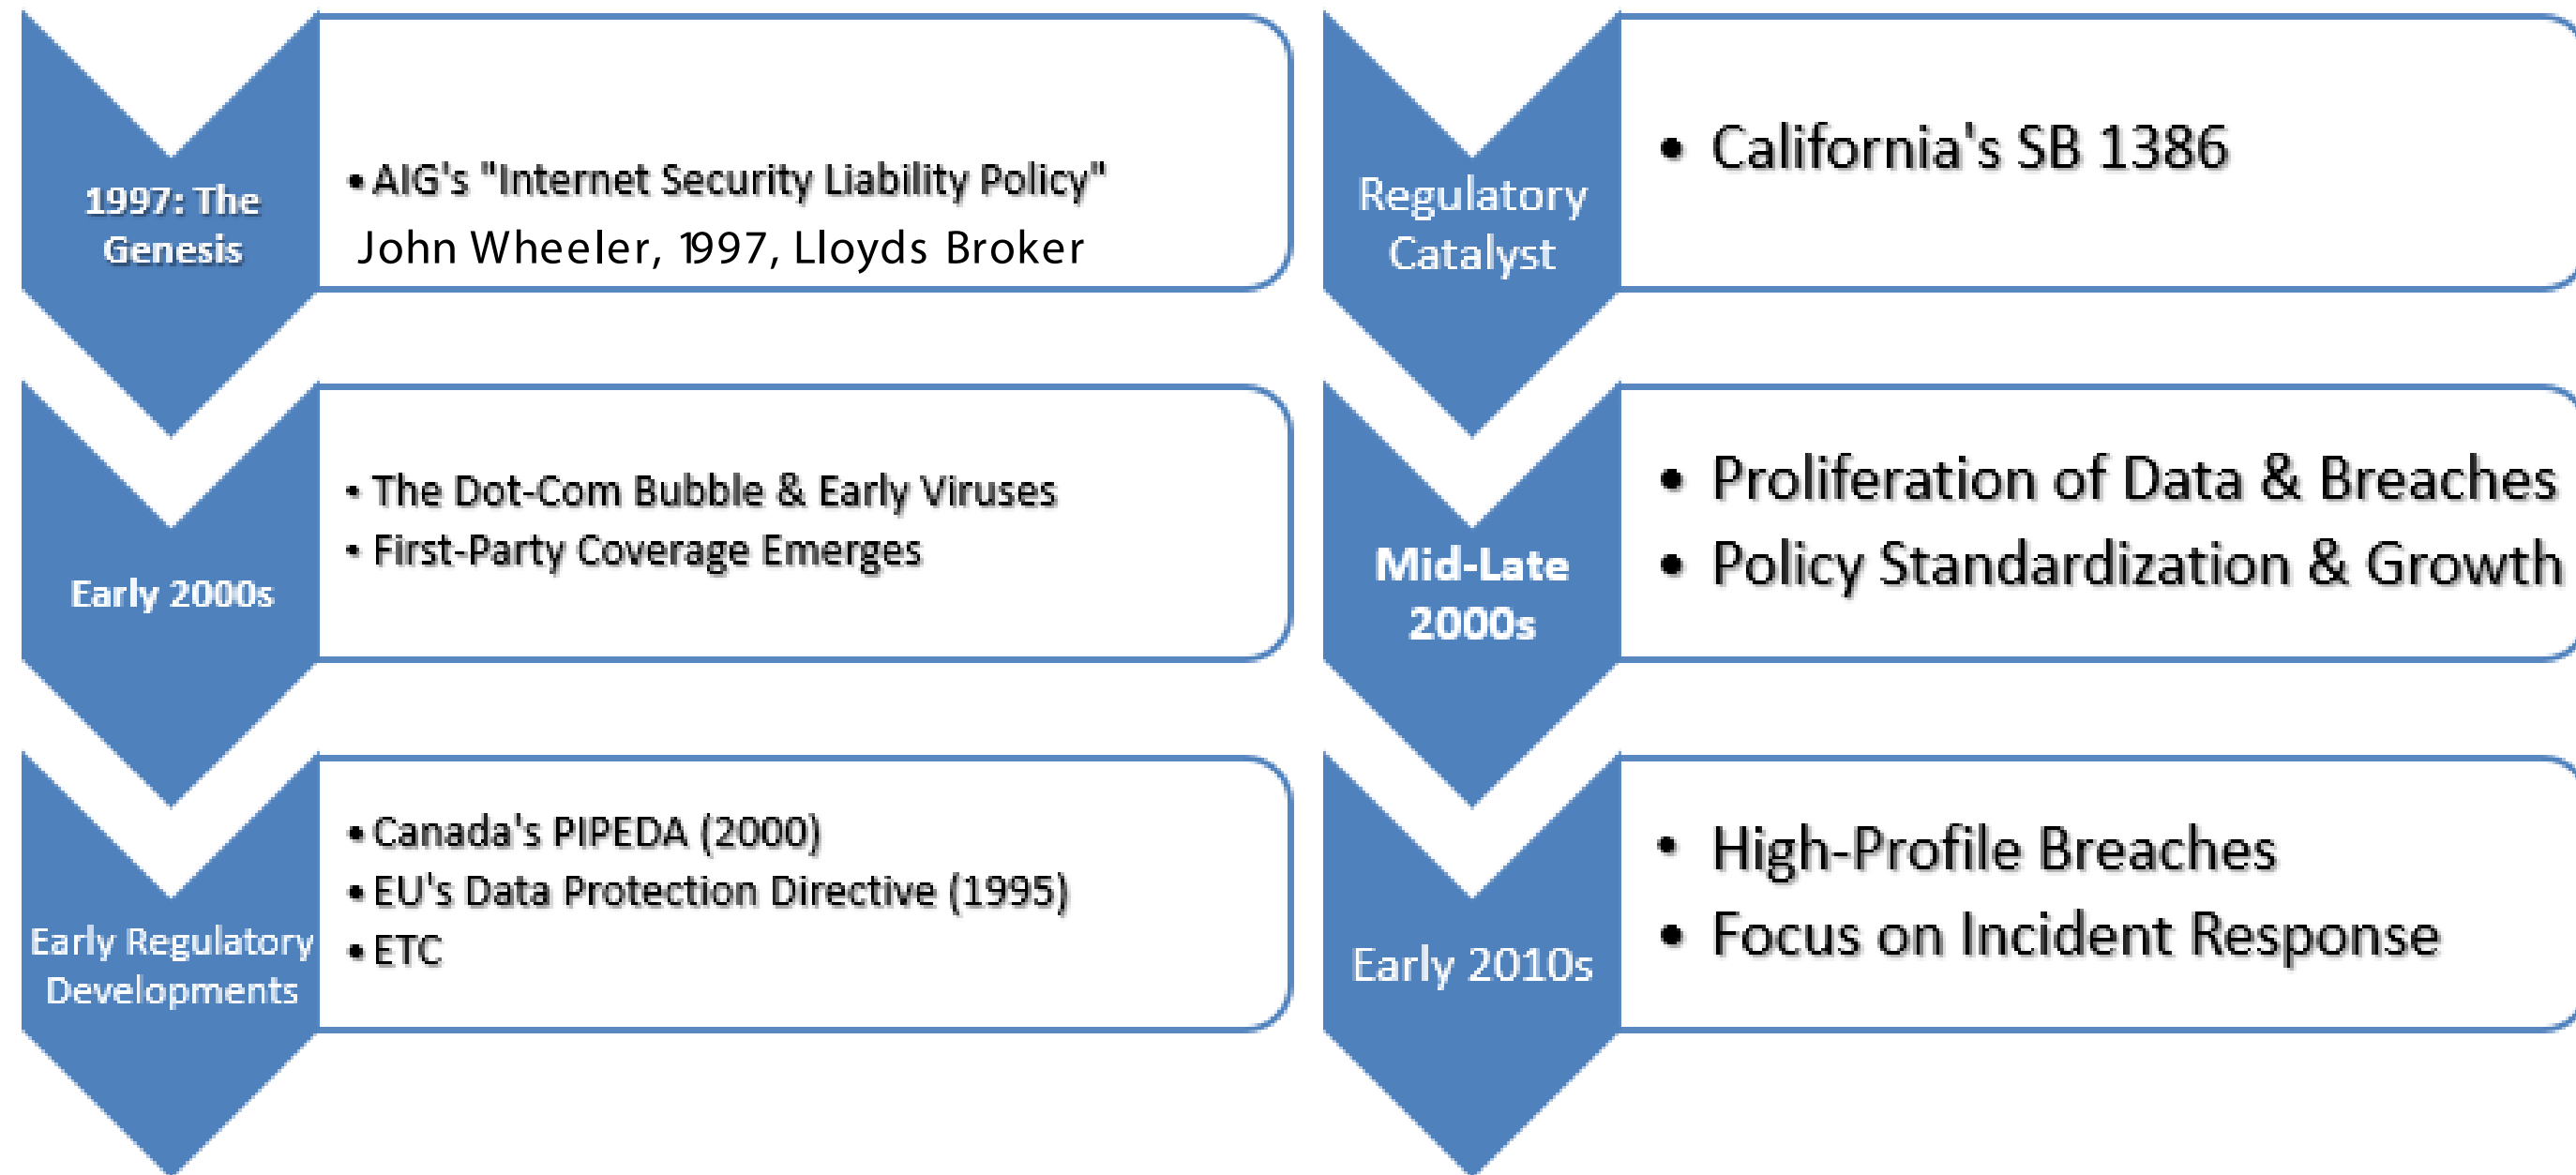 1997: The
Genesis
• AIG's "Internet Security Liability Policy"
John Wheeler, 1997, Lloyds Broker
Early 2000s
• The Dot-Com Bubble & Early Viruses
• First-Party Coverage Emerges
Early Regulatory
Developments
• Canada's PIPEDA (2000)
• EU's Data Protection Directive (1995)
• ETC
Regulatory
Catalyst
• California's SB 1386
Mid-Late
2000s
• Proliferation of Data & Breaches
• Policy Standardization & Growth
Early 2010s
• High-Profile Breaches
• Focus on Incident Response